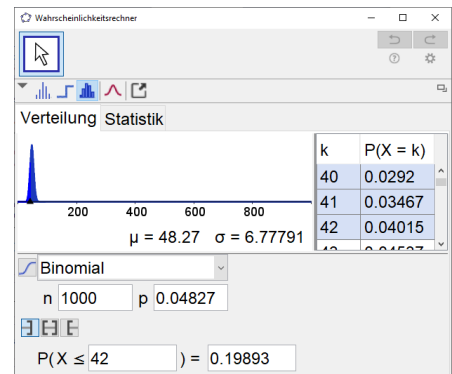 Wahrscheinlichkeitsrechner
Verteilung Statistik
k P(X = k)
40 0.0292
41 0.03467
42 0.04015
200 400 600 800
μ = 48.27 σ = 6.77791
Binomial
n 1000 p 0.04827
P( X ≤ 42 ) = 0.19893